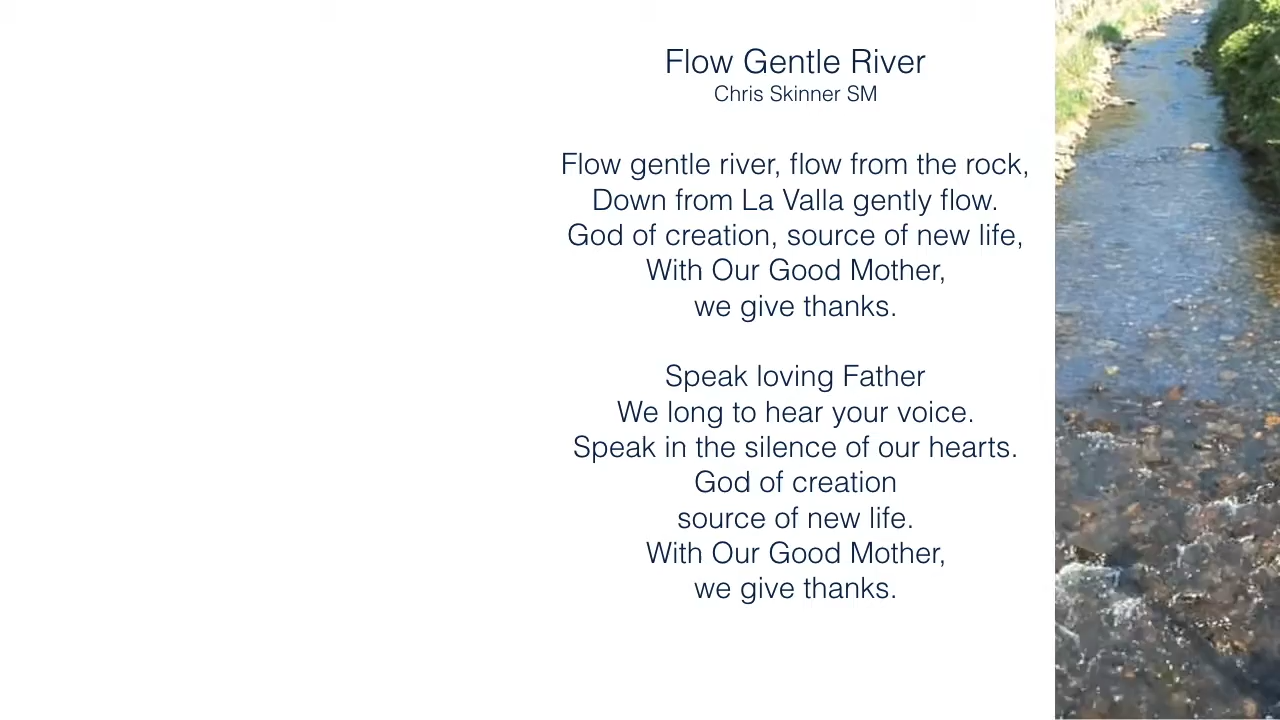 Flow Gentle River
Chris Skinner SM
Flow gentle river, flow from the rock,
Down from La Valla gently flow.
God of creation, source of new life,
With Our Good Mother,
we give thanks.
Speak loving Father
We long to hear your voice.
Speak in the silence of our hearts.
God of creation
source of new life.
With Our Good Mother,
we give thanks.